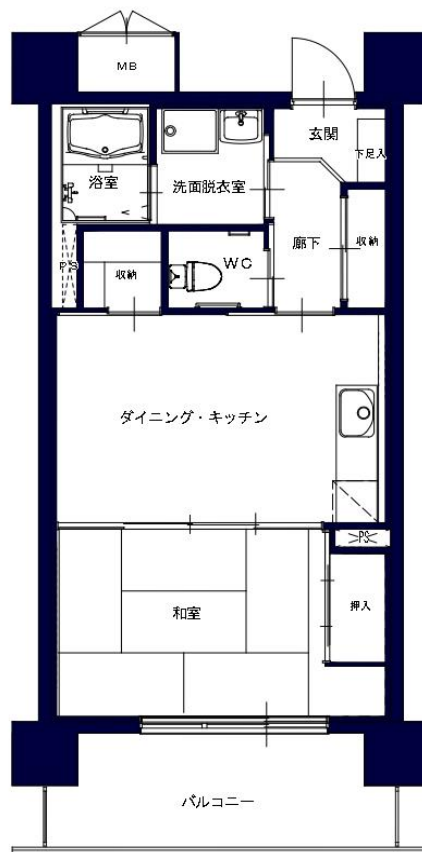 MB
玄関
下足入
浴室
洗面脱衣室
廊下
収納
PS
収納
WC
ダイニング・キッチン
PS
和室
押入
バルコニー